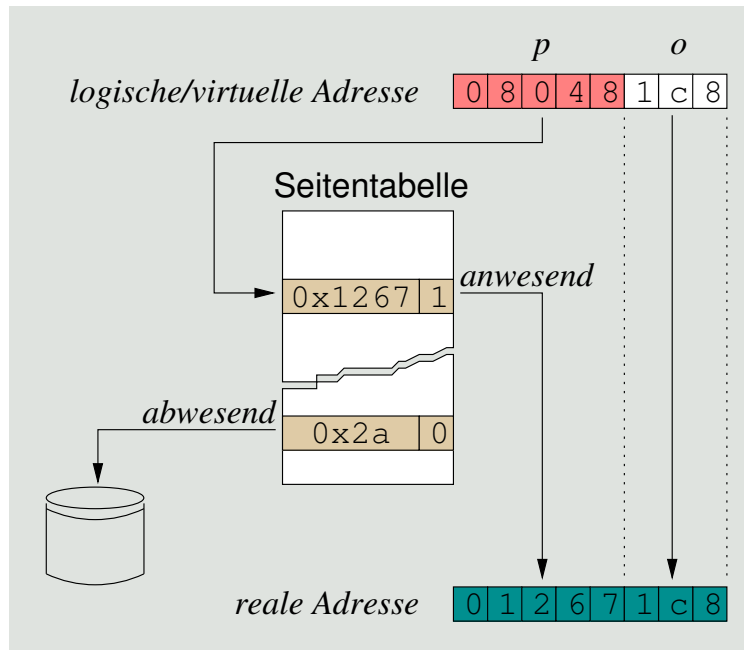 p o
logische/virtuelle Adresse 0 8 0 4 8 1 c 8
Seitentabelle
0x1267 1 anwesend
abwesend
0x2a 0
reale Adresse 0 1 2 6 7 1 c 8